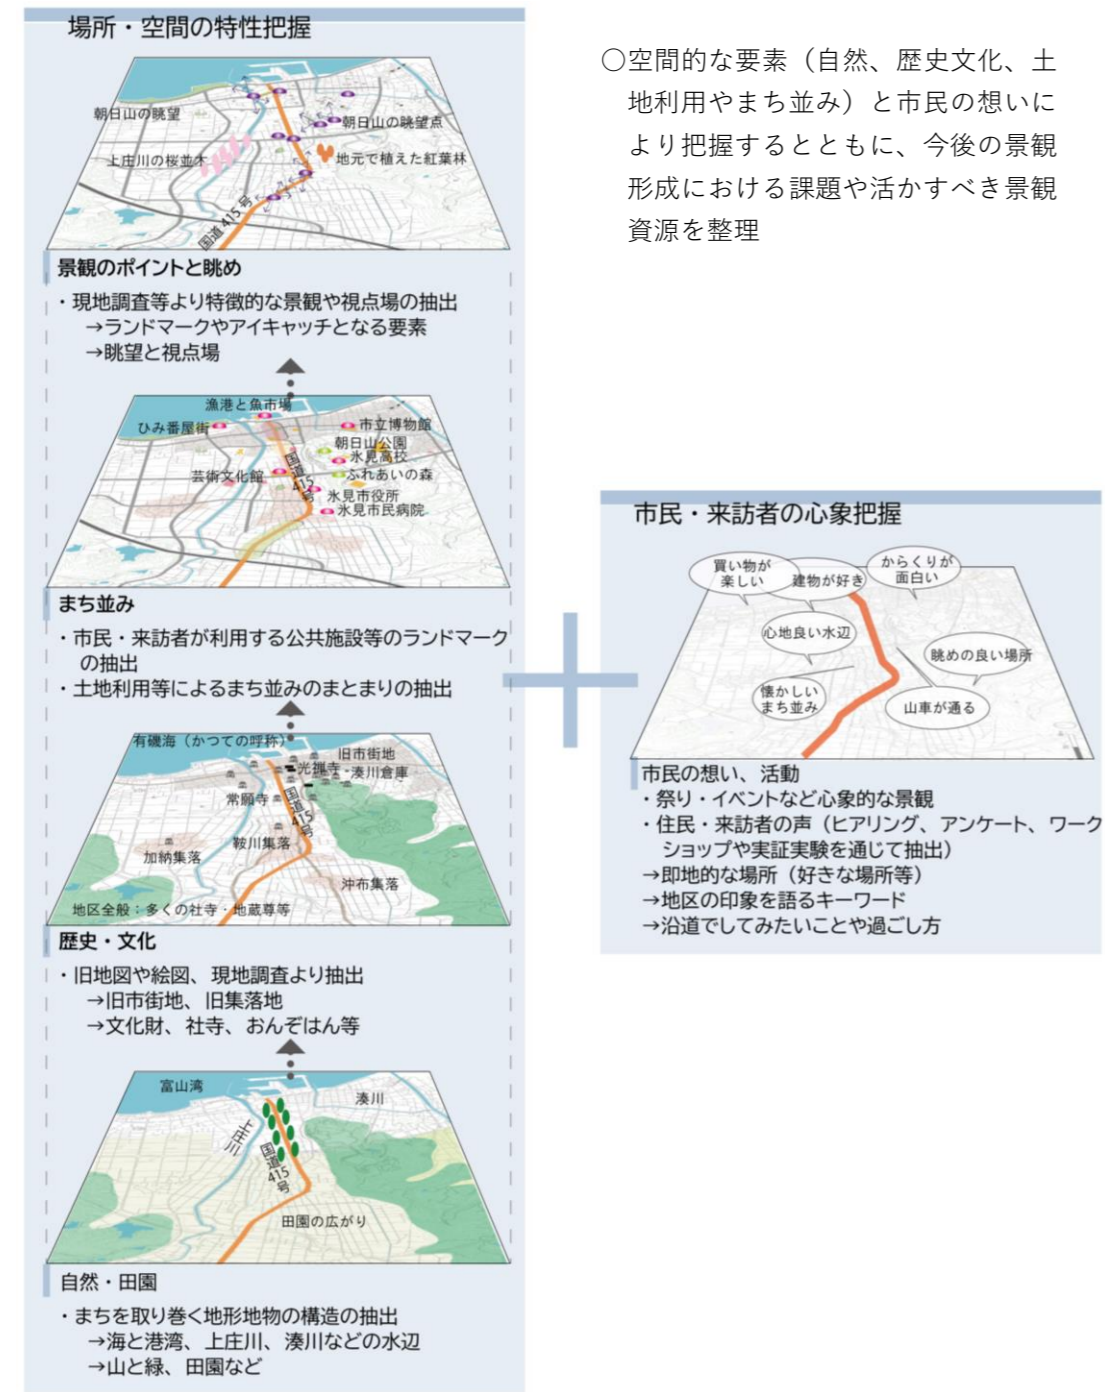 場所・空間の特性把握
朝日山の眺望
朝日山の眺望点
上庄川の桜並木
地元で植えた紅葉林
国道415号
景観のポイントと眺め
・現地調査等より特徴的な景観や視点場の抽出
→ランドマークやアイキャッチとなる要素
→眺望と視点場
漁港と魚市場
ひみ番屋街
市立博物館
朝日山公園
氷見高校
芸術文化館
ふれあいの森
国道415号
氷見市役所
氷見市民病院
まち並み
・市民・来訪者が利用する公共施設等のランドマーク
の抽出
・土地利用等によるまち並みのまとまりの抽出
有磯海（かつての呼称）
旧市街地
光禅寺
湊川倉庫
常願寺
国道415号
鞍川集落
加納集落
沖布集落
地区全般：多くの社寺・地蔵尊等
歴史・文化
・旧地図や絵図、現地調査より抽出
→旧市街地、旧集落地
→文化財、社寺、おんぞはん等
富山湾
湊川
上庄川
国道415号
田園の広がり
自然・田園
・まちを取り巻く地形地物の構造の抽出
→海と港湾、上庄川、湊川などの水辺
→山と緑、田園など
○空間的な要素（自然、歴史文化、土
地利用やまち並み）と市民の想いに
より把握するとともに、今後の景観
形成における課題や活かすべき景観
資源を整理
市民・来訪者の心象把握
買い物が
楽しい
建物が好き
からくりが
面白い
心地良い水辺
眺めの良い場所
懐かしい
まち並み
山車が通る
市民の想い、活動
・祭り・イベントなど心象的な景観
・住民・来訪者の声（ヒアリング、アンケート、ワーク
ショップや実証実験を通じて抽出）
→即地的な場所（好きな場所等）
→地区の印象を語るキーワード
→沿道でしてみたいことや過ごし方